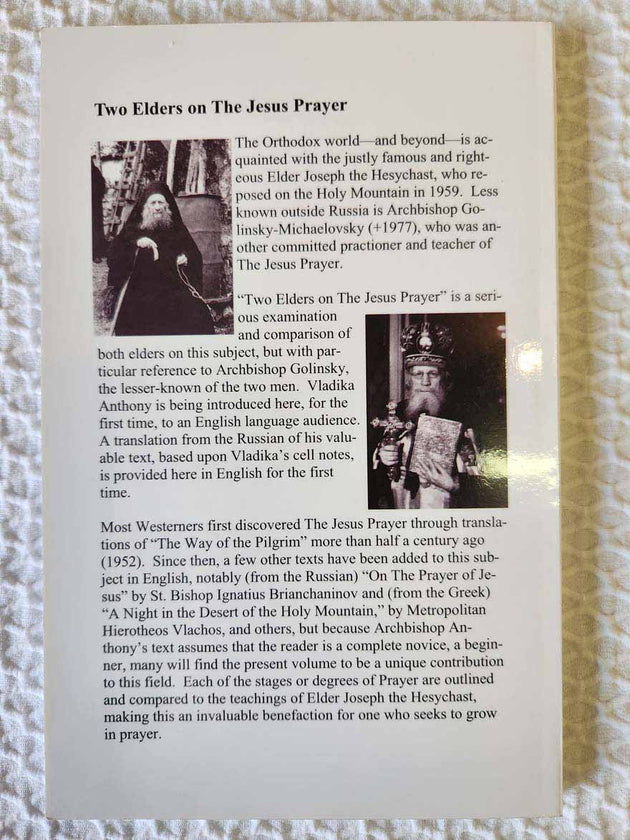 Two Elders on The Jesus Prayer
The Orthodox world—and beyond—is ac-
quainted with the justly famous and right-
eous Elder Joseph the Hesychast, who re-
posed on the Holy Mountain in 1959.  Less
known outside Russia is Archbishop Go-
linsky-Michaelovsky (+1977), who was an-
other committed practioner and teacher of
The Jesus Prayer.
“Two Elders on The Jesus Prayer” is a seri-
ous examination
and comparison of
both elders on this subject, but with par-
ticular reference to Archbishop Golinsky,
the lesser-known of the two men.  Vladika
Anthony is being introduced here, for the
first time, to an English language audience.
A translation from the Russian of his valu-
able text, based upon Vladika’s cell notes,
is provided here in English for the first
time.
Most Westerners first discovered The Jesus Prayer through transla-
tions of “The Way of the Pilgrim” more than half a century ago
(1952).  Since then, a few other texts have been added to this sub-
ject in English, notably (from the Russian) “On The Prayer of Je-
sus” by St. Bishop Ignatius Brianchaninov and (from the Greek)
“A Night in the Desert of the Holy Mountain,” by Metropolitan
Hierotheos Vlachos, and others, but because Archbishop An-
thony’s text assumes that the reader is a complete novice, a begin-
ner, many will find the present volume to be a unique contribution
to this field.  Each of the stages or degrees of Prayer are outlined
and compared to the teachings of Elder Joseph the Hesychast,
making this an invaluable benefaction for one who seeks to grow
in prayer.